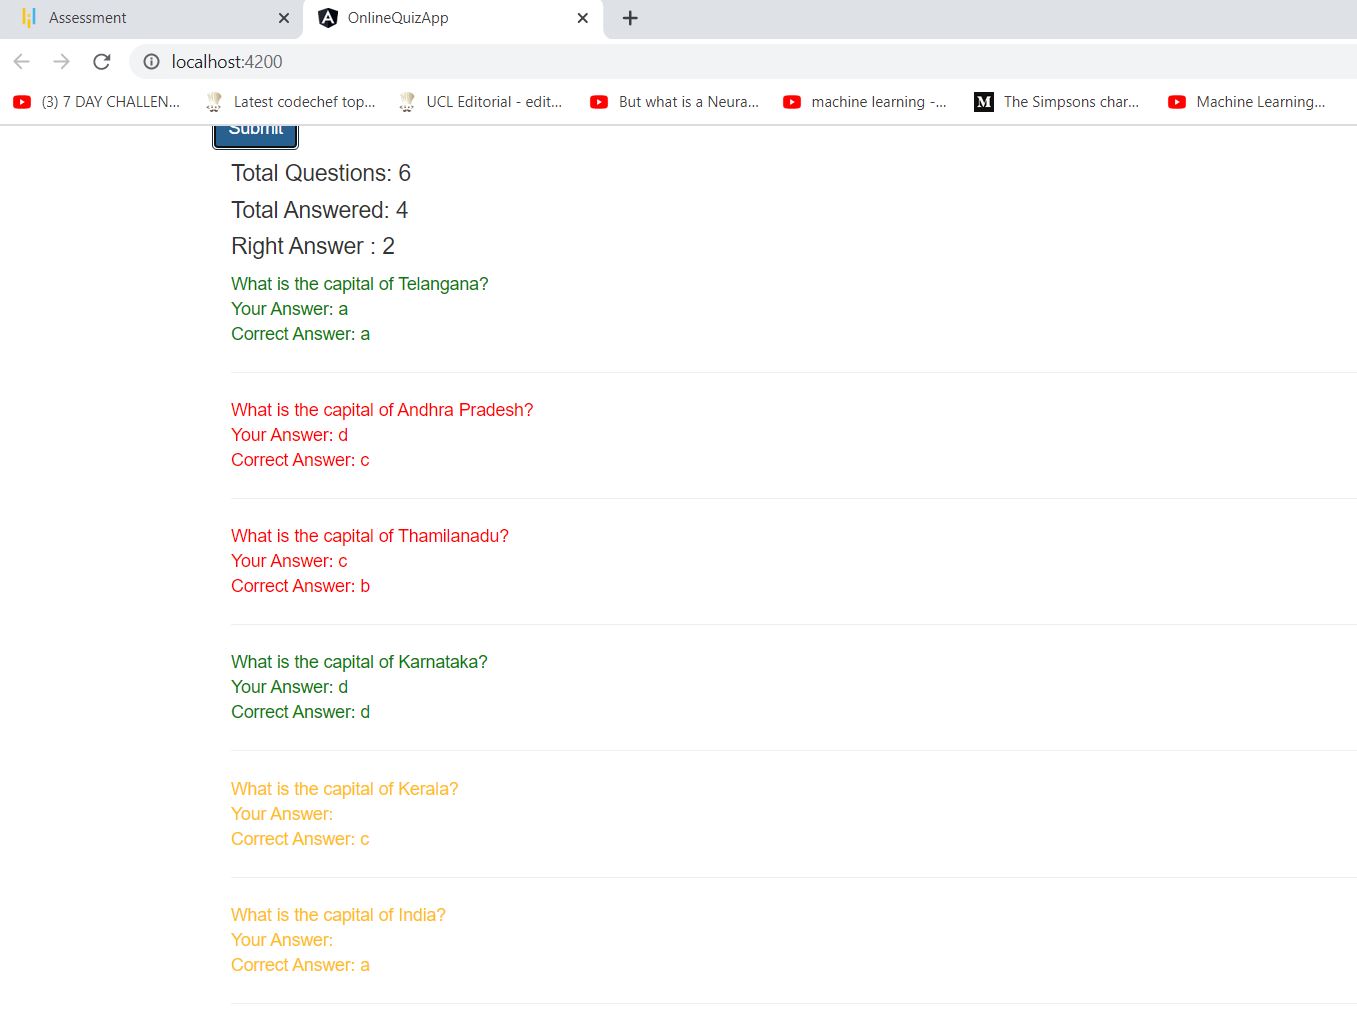 Assessment
OnlineQuizApp
localhost:4200
(3) 7 DAY CHALLEN...
Latest codechef top...
UCL Editorial - edit...
But what is a Neura...
machine learning -...
M
The Simpsons char...
Machine Learning...
Submit
Total Questions: 6
Total Answered: 4
Right Answer : 2
What is the capital of Telangana?
Your Answer: a
Correct Answer: a
What is the capital of Andhra Pradesh?
Your Answer: d
Correct Answer: c
What is the capital of Thamilanadu?
Your Answer: c
Correct Answer: b
What is the capital of Karnataka?
Your Answer: d
Correct Answer: d
What is the capital of Kerala?
Your Answer:
Correct Answer: c
What is the capital of India?
Your Answer:
Correct Answer: a